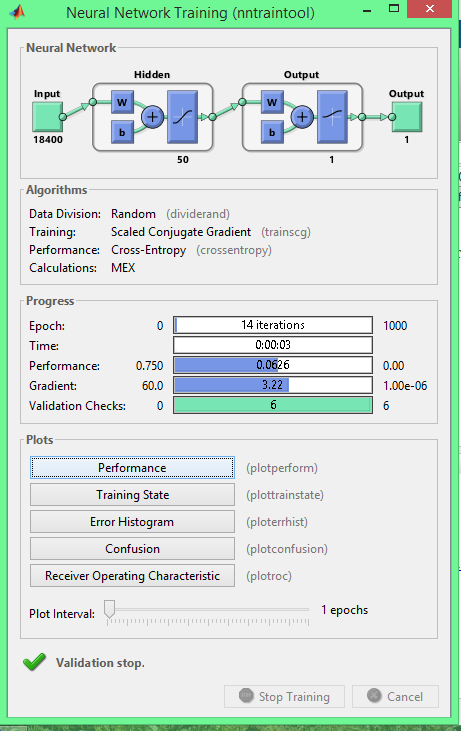 Neural Network Training (nntraintool)
Neural Network
Hidden Output
Input Output
W W
b b
+ +
18400 50 1 1
Algorithms
Data Division: Random (dividerand)
Training: Scaled Conjugate Gradient (trainscg)
Performance: Cross-Entropy (crossentropy)
Calculations: MEX
Progress
Epoch: 0 14 iterations 1000
Time: 0:00:03
Performance: 0.750 0.0626 0.00
Gradient: 60.0 3.22 1.00e-06
Validation Checks: 0 6 6
Plots
Performance (plotperform)
Training State (plottrainstate)
Error Histogram (ploterrhist)
Confusion (plotconfusion)
Receiver Operating Characteristic (plotroc)
Plot Interval: 1 epochs
Validation stop.
Stop Training Cancel